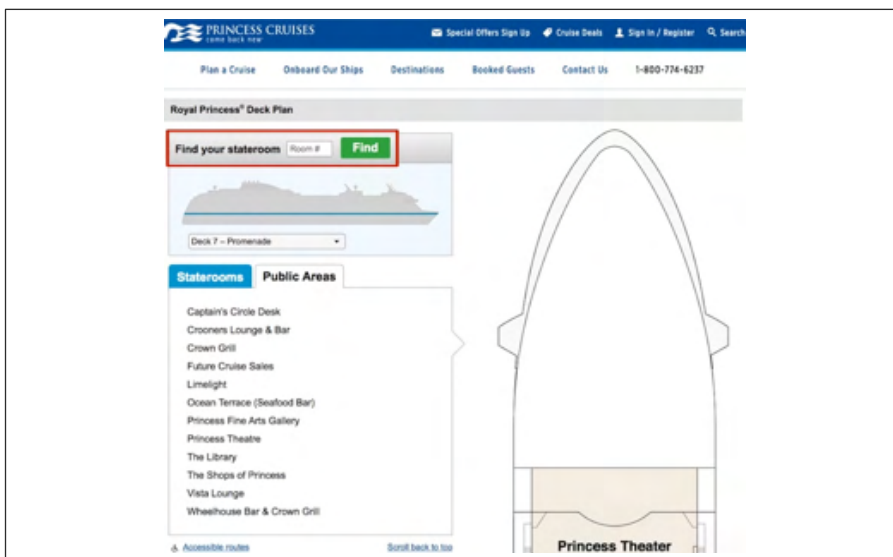 PRINCESS CRUISES
come back new
Special Offers Sign Up Cruise Deals Sign In / Register Search
Plan a Cruise Onboard Our Ships Destinations Booked Guests Contact Us 1-800-774-6237
Royal Princess® Deck Plan
Find your stateroom Room # Find
Deck 7 – Promenade
Staterooms Public Areas
Captain's Circle Desk
Crooners Lounge & Bar
Crown Grill
Future Cruise Sales
Limelight
Ocean Terrace (Seafood Bar)
Princess Fine Arts Gallery
Princess Theatre
The Library
The Shops of Princess
Vista Lounge
Wheelhouse Bar & Crown Grill
Accessible routes Scroll back to top
Princess Theater